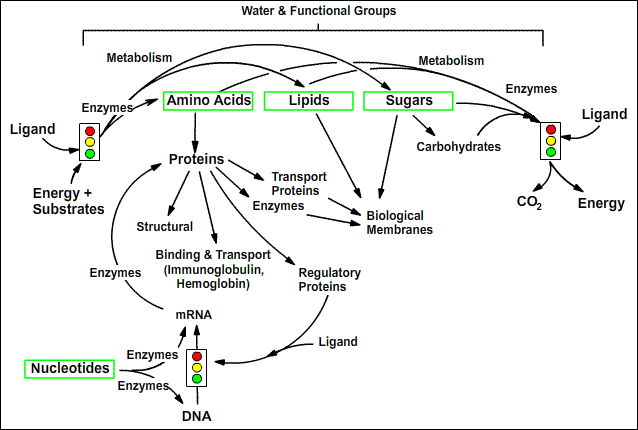 Water & Functional Groups
Metabolism
Metabolism
Enzymes
Enzymes
Amino Acids
Lipids
Sugars
Ligand
Ligand
Carbohydrates
Proteins
Energy +
Substrates
Transport
Proteins
Enzymes
CO2
Energy
Structural
Biological
Membranes
Binding & Transport
(Immunoglobulin,
Hemoglobin)
Enzymes
Regulatory
Proteins
mRNA
Ligand
Enzymes
Nucleotides
Enzymes
DNA